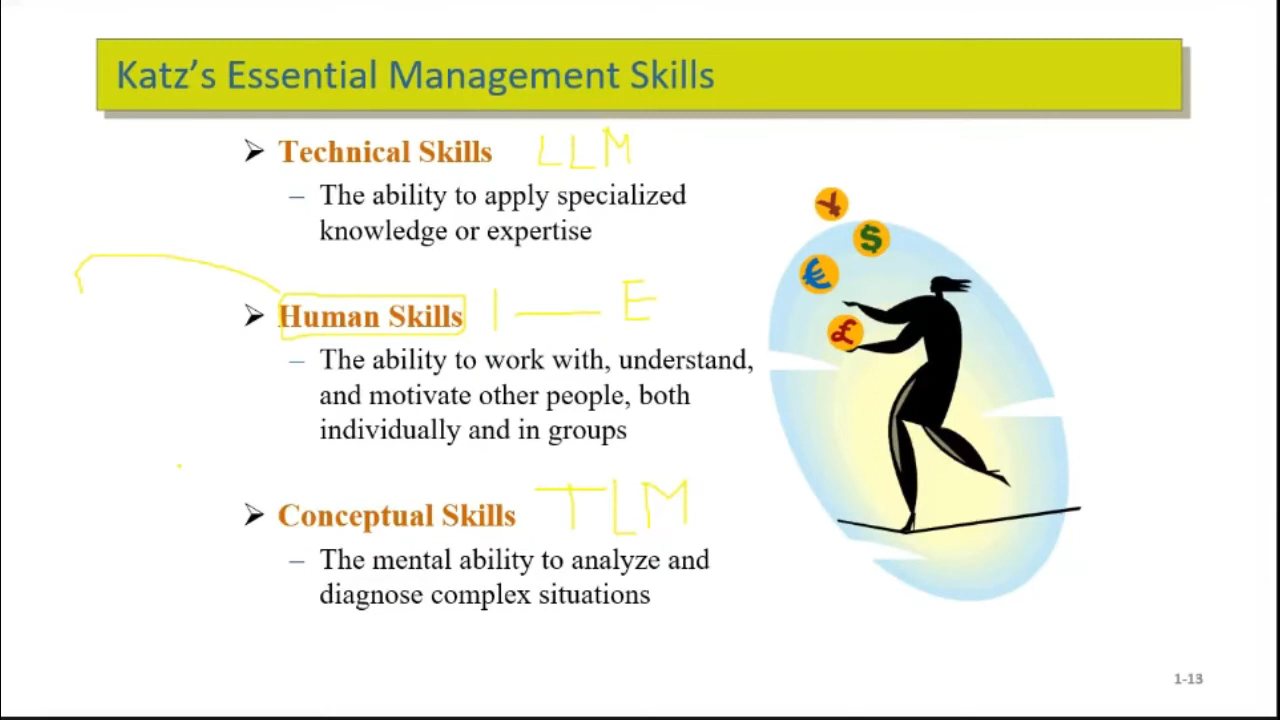 Katz's Essential Management Skills
➢ Technical Skills LLM
– The ability to apply specialized
knowledge or expertise
➢ Human Skills | — E
– The ability to work with, understand,
and motivate other people, both
individually and in groups
➢ Conceptual Skills TLM
– The mental ability to analyze and
diagnose complex situations
¥
$
€
£
1-13